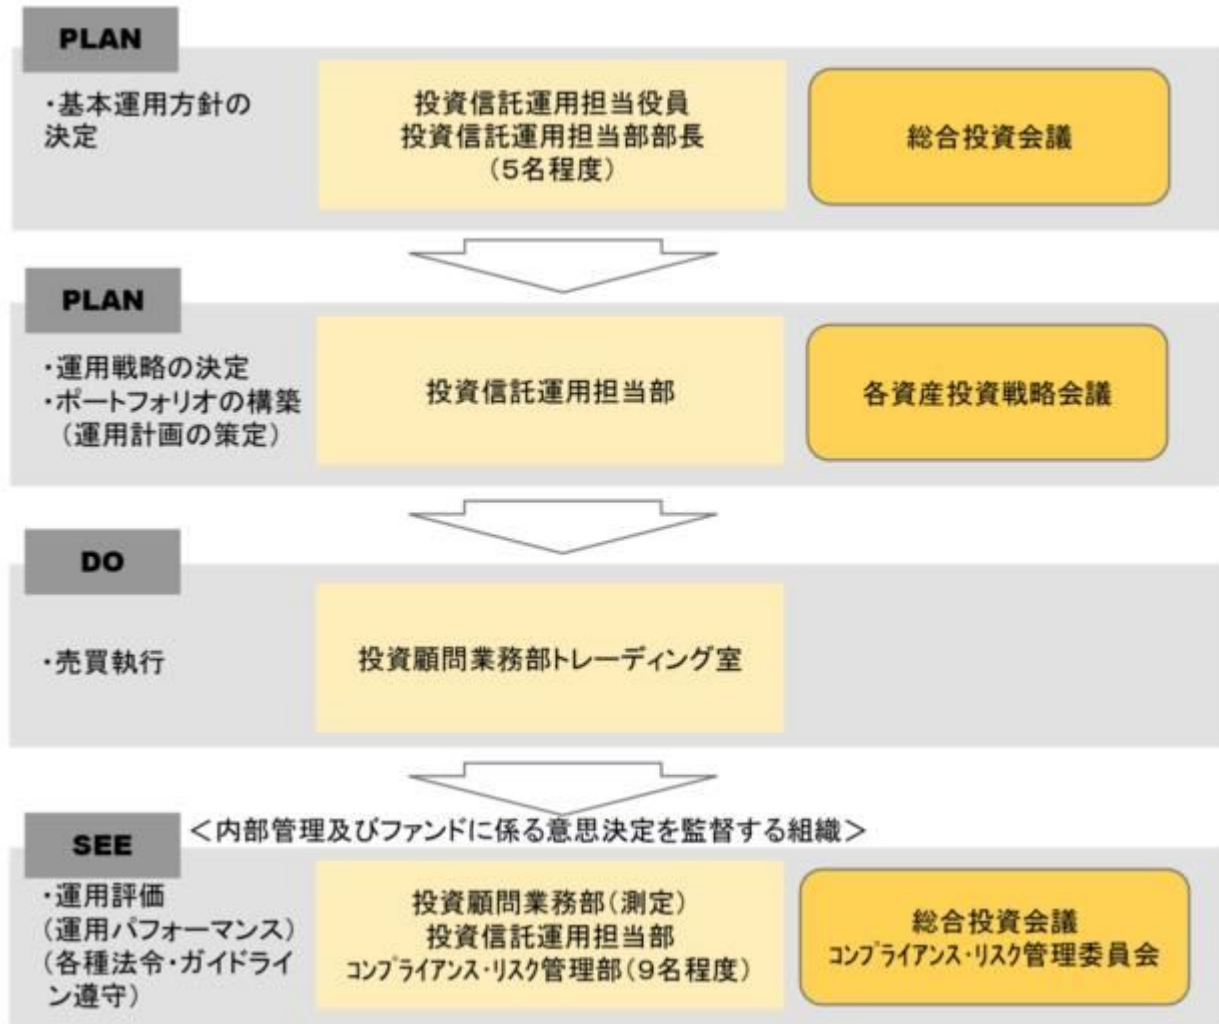 PLAN
・基本運用方針の
決定
投資信託運用担当役員
投資信託運用担当部部長
(5名程度)
総合投資会議
PLAN
・運用戦略の決定
・ポートフォリオの構築
(運用計画の策定)
投資信託運用担当部
各資産投資戦略会議
DO
・売買執行
投資顧問業務部トレーディング室
SEE
<内部管理及びファンドに係る意思決定を監督する組織>
・運用評価
(運用パフォーマンス)
(各種法令・ガイドライ
ン遵守)
投資顧問業務部(測定)
投資信託運用担当部
コンプライアンス・リスク管理部(9名程度)
総合投資会議
コンプライアンス・リスク管理委員会